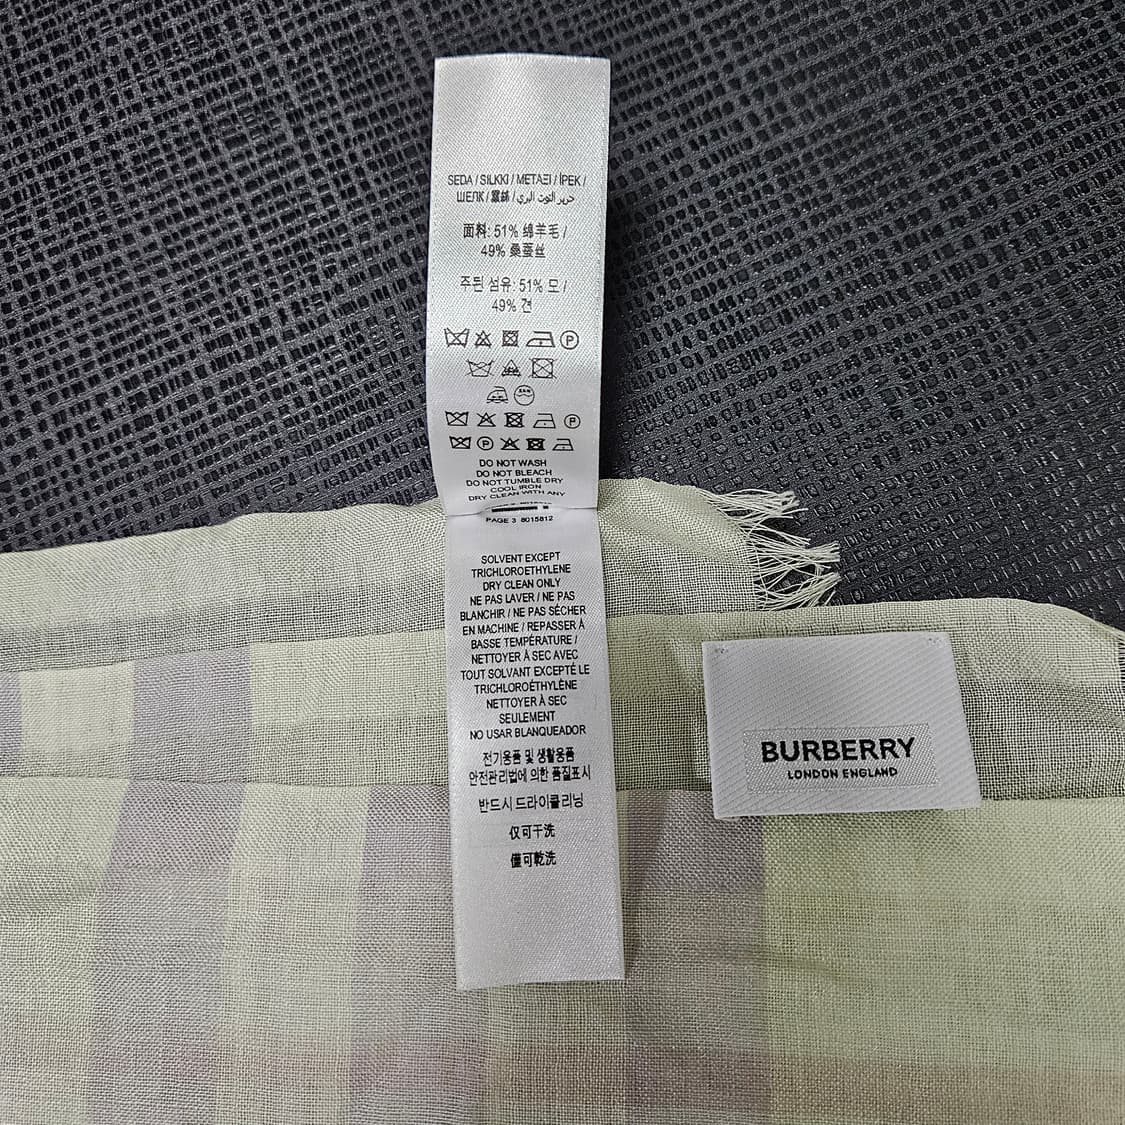 SEDA / SILKKI / ΜΕΤΑΞΙ / İPEK /
ШЕЛК / 蠶絲 / حرير التوت البري /
面料: 51% 绵羊毛 /
49% 桑蚕丝
주된 섬유: 51% 모 /
49% 견
DO NOT WASH
DO NOT BLEACH
DO NOT TUMBLE DRY
COOL IRON
DRY CLEAN WITH ANY
PAGE 3 8015812
SOLVENT EXCEPT
TRICHLOROETHYLENE
DRY CLEAN ONLY
NE PAS LAVER / NE PAS
BLANCHIR / NE PAS SÉCHER
EN MACHINE / REPASSER À
BASSE TEMPÉRATURE /
NETTOYER À SEC AVEC
TOUT SOLVANT EXCEPTÉ LE
TRICHLOROÉTHYLÈNE
NETTOYER À SEC
SEULEMENT
NO USAR BLANQUEADOR
전기용품 및 생활용품
안전관리법에 의한 품질표시
반드시 드라이클리닝
仅可干洗
僅可乾洗
BURBERRY
LONDON ENGLAND